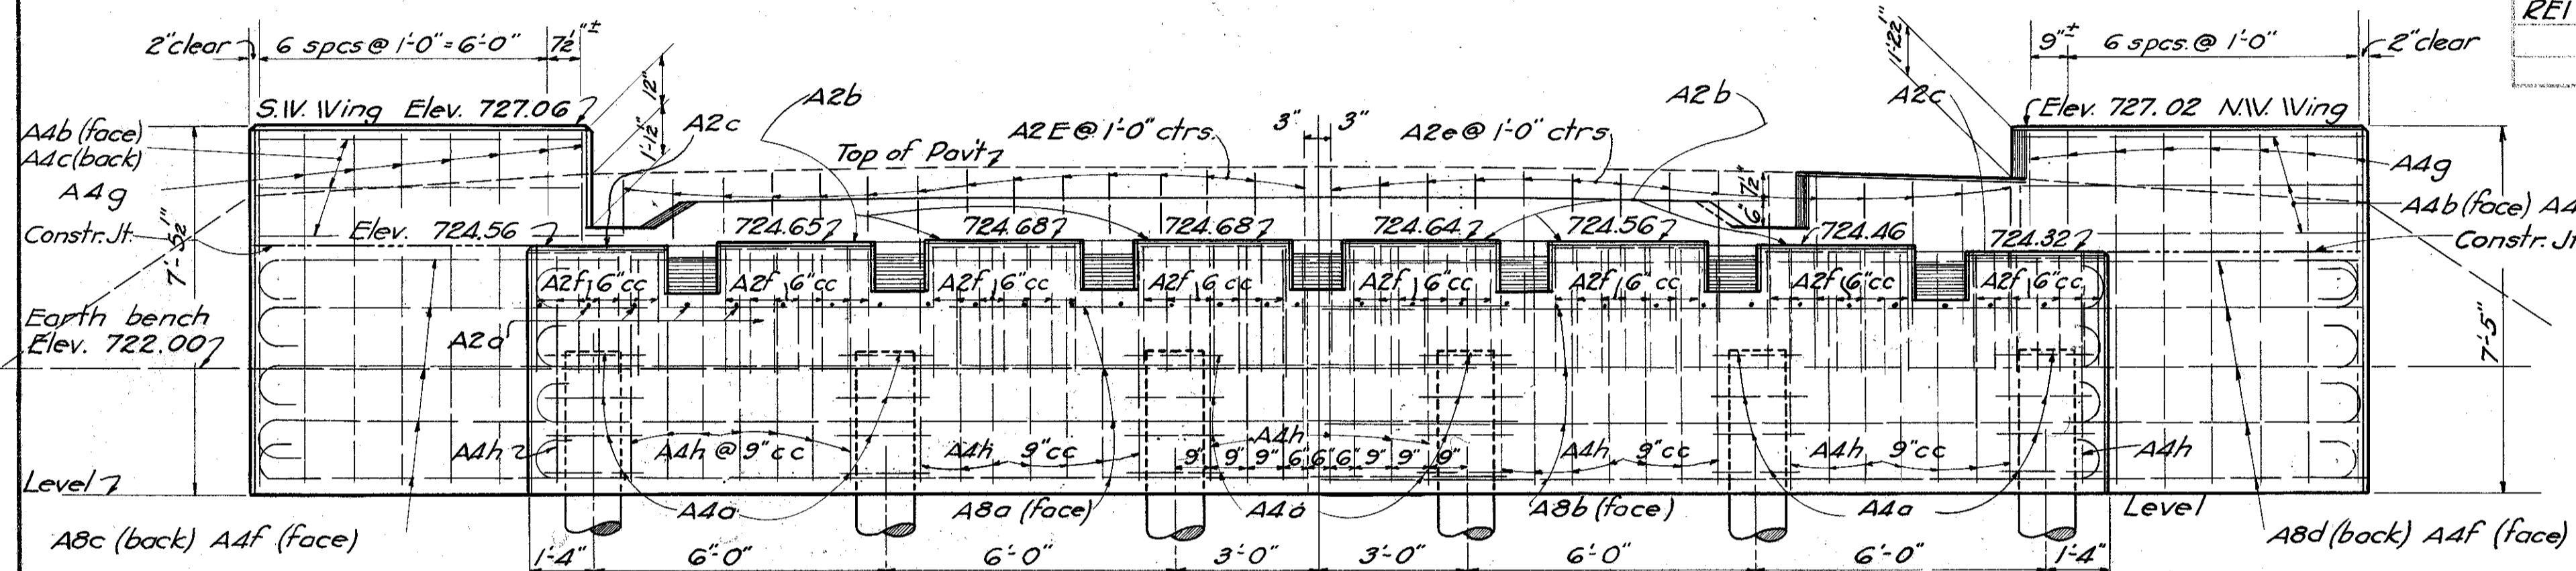 REI
2" clear
6 spcs @ 1'-0" = 6'-0"
7½"±
1'-2½"
9"±
6 spcs. @ 1'-0"
2" clear
12"
1'-1½"
S.W. Wing Elev. 727.06
A2b
A2b
A2c
Elev. 727.02 N.W. Wing
A4b (face)
A4c (back)
A2c
A2E @ 1'-0" ctrs.
3" 3"
A2e @ 1'-0" ctrs.
Top of Pav't
A4g
A4g
7½"
6"
A4b (face) A4
7'-5½"
Constr. Jt.
Elev. 724.56
724.65
724.68
724.68
724.64
724.56
724.46
724.32
Constr. Jt
A2f, 6" cc
A2f, 6" cc
A2f, 6" cc
A2f, 6 cc
A2f, 6" cc
A2f, 6" cc
A2f, 6" cc
A2f, 6" cc
Earth bench
Elev. 722.00
A2a
7'-5"
A4h
A4h @ 9" cc
A4h 9" cc
A4h
9" 9" 9" 6" 6" 6" 9" 9" 9"
A4h 9" cc
A4h 9" cc
A4h
Level
A4a
A8a (face)
A4a
A8b (face)
A4a
Level
A8c (back) A4f (face)
A8d (back) A4f (face)
1'-4"
6'-0"
6'-0"
3'-0"
3'-0"
6'-0"
6'-0"
1'-4"